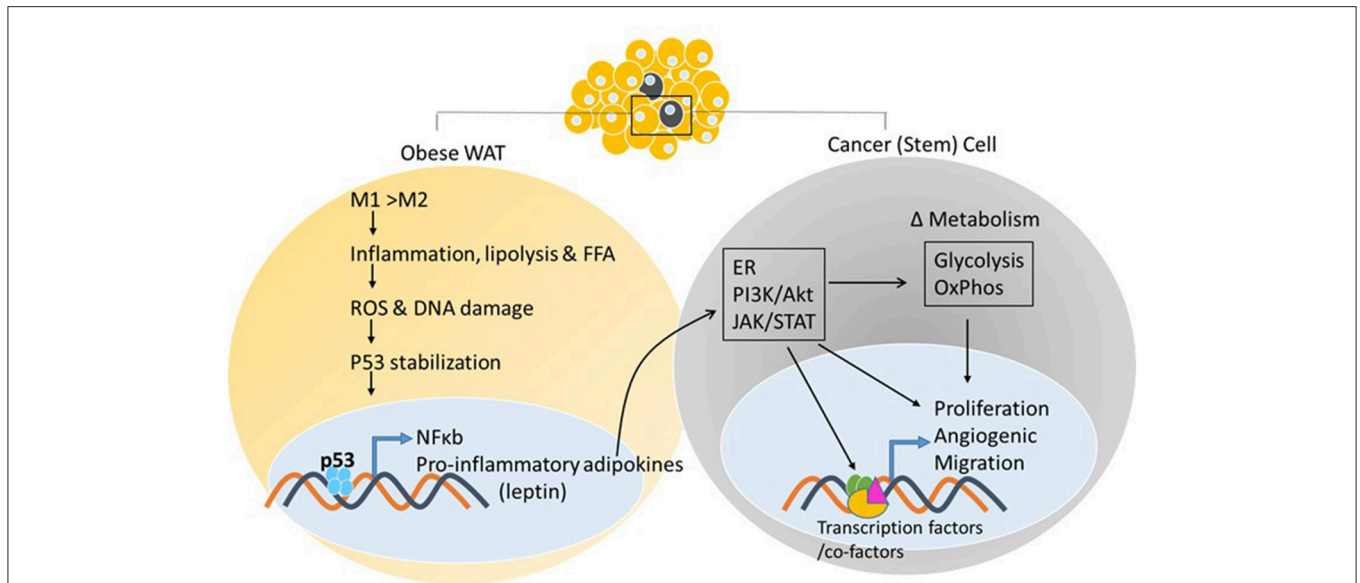 Obese WAT
M1 >M2
Inflammation, lipolysis & FFA
ROS & DNA damage
P53 stabilization
p53
NFκb
Pro-inflammatory adipokines
(leptin)
Cancer (Stem) Cell
Δ Metabolism
Glycolysis
OxPhos
ER
PI3K/Akt
JAK/STAT
Proliferation
Angiogenic
Migration
Transcription factors
/co-factors